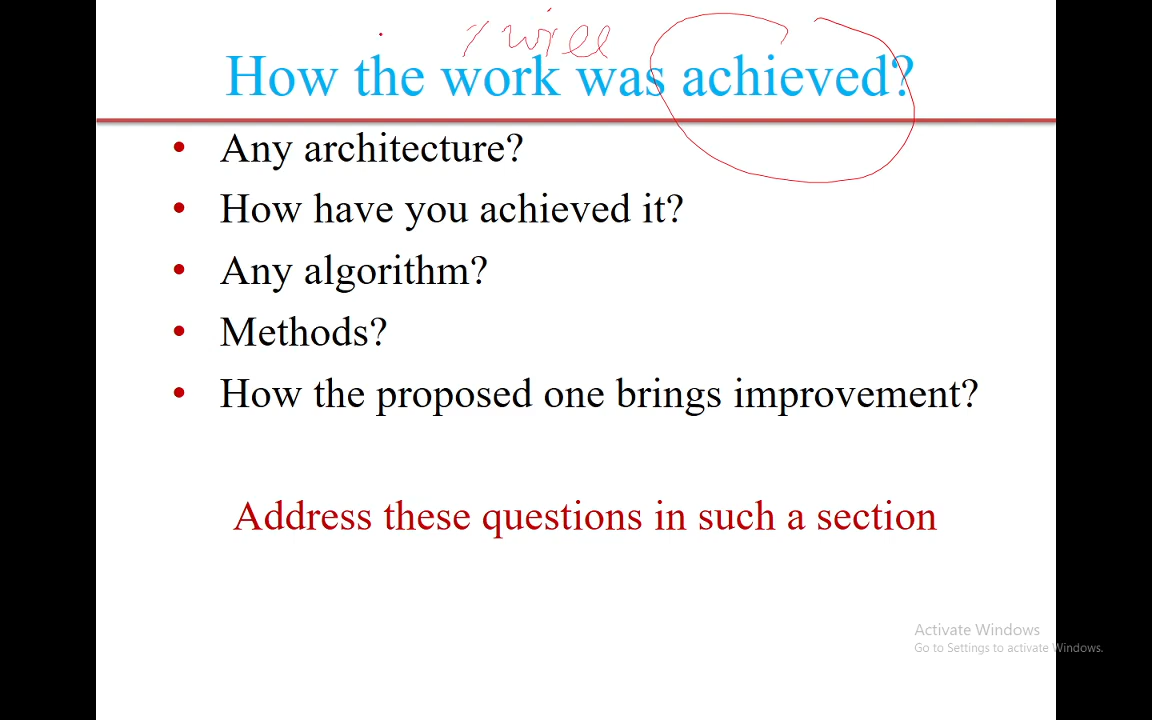 I will
How the work was achieved?
• Any architecture?
• How have you achieved it?
• Any algorithm?
• Methods?
• How the proposed one brings improvement?
Address these questions in such a section
Activate Windows
Go to Settings to activate Windows.